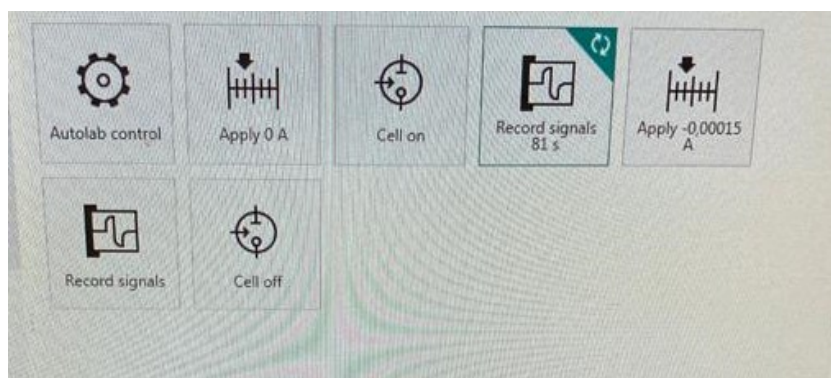 Autolab control
Apply 0 A
Cell on
Record signals
81 s
Apply -0,00015
A
Record signals
Cell off